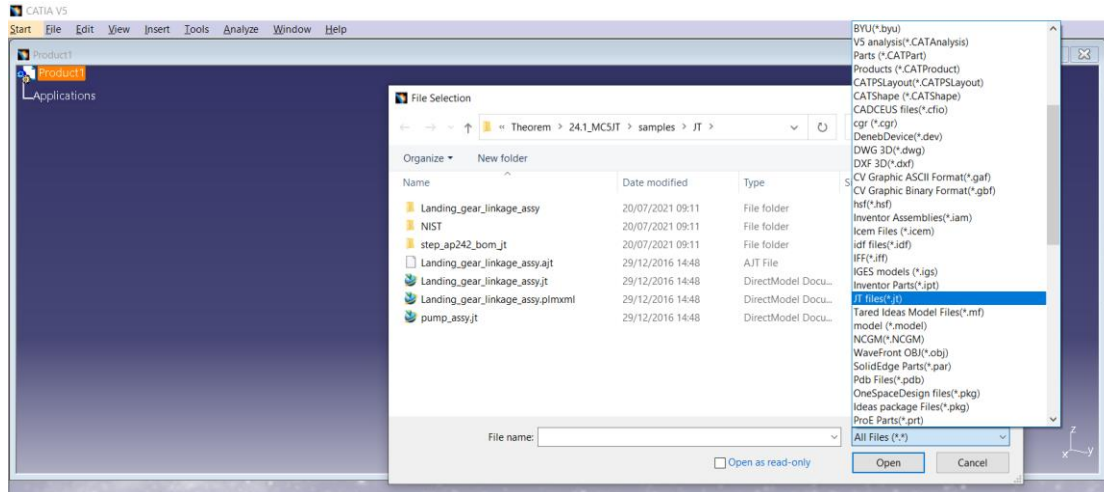 CATIA V5
Start File Edit View Insert Tools Analyze Window Help
Product1
Product1
Applications
File Selection
« Theorem > 24.1_MC5JT > samples > JT >
Organize New folder
Name Date modified Type S
Landing_gear_linkage_assy 20/07/2021 09:11 File folder
NIST 20/07/2021 09:11 File folder
step_ap242_bom_jt 20/07/2021 09:11 File folder
Landing_gear_linkage_assy.ajt 29/12/2016 14:48 AJT File
Landing_gear_linkage_assy.jt 29/12/2016 14:48 DirectModel Docu...
Landing_gear_linkage_assy.plmxml 29/12/2016 14:48 DirectModel Docu...
pump_assy.jt 29/12/2016 14:48 DirectModel Docu...
BYU(*.byu)
V5 analysis(*.CATAnalysis)
Parts (*.CATPart)
Products (*.CATProduct)
CATPSLayout(*.CATPSLayout)
CATShape (*.CATShape)
CADCEUS files(*.cfio)
cgr (*.cgr)
DenebDevice(*.dev)
DWG 3D(*.dwg)
DXF 3D(*.dxf)
CV Graphic ASCII Format(*.gaf)
CV Graphic Binary Format(*.gbf)
hsf(*.hsf)
Inventor Assemblies(*.iam)
Icem Files (*.icem)
idf files(*.idf)
IFF(*.iff)
IGES models (*.igs)
Inventor Parts(*.ipt)
JT files(*.jt)
Tared Ideas Model Files(*.mf)
model (*.model)
NCGM(*.NCGM)
WaveFront OBJ(*.obj)
SolidEdge Parts(*.par)
Pdb Files(*.pdb)
OneSpaceDesign files(*.pkg)
Ideas package Files(*.pkg)
ProE Parts(*.prt)
File name: All Files (*.*)
Open as read-only Open Cancel
z
x y